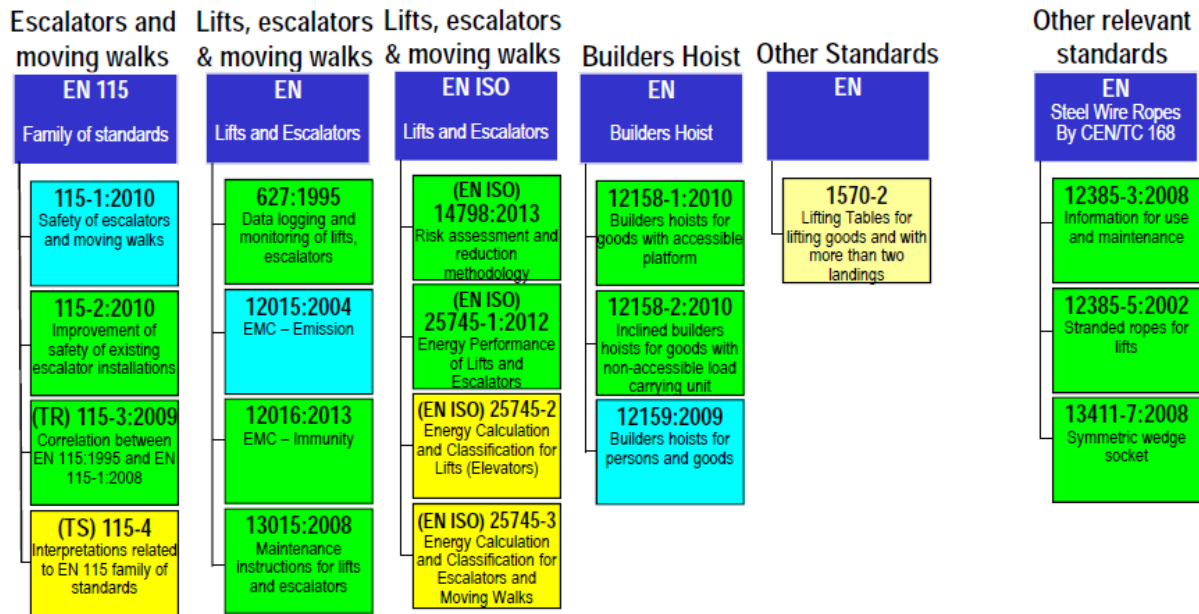 Escalators and
moving walks
EN 115
Family of standards
115-1:2010
Safety of escalators
and moving walks
115-2:2010
Improvement of
safety of existing
escalator installations
(TR) 115-3:2009
Correlation between
EN 115:1995 and EN
115-1:2008
(TS) 115-4
Interpretations related
to EN 115 family of
standards
Lifts, escalators
& moving walks
EN
Lifts and Escalators
627:1995
Data logging and
monitoring of lifts,
escalators
12015:2004
EMC – Emission
12016:2013
EMC – Immunity
13015:2008
Maintenance
instructions for lifts
and escalators
Lifts, escalators
& moving walks
EN ISO
Lifts and Escalators
(EN ISO)
14798:2013
Risk assessment and
reduction
methodology
(EN ISO)
25745-1:2012
Energy Performance
of Lifts and
Escalators
(EN ISO) 25745-2
Energy Calculation
and Classification for
Lifts (Elevators)
(EN ISO) 25745-3
Energy Calculation
and Classification for
Escalators and
Moving Walks
Builders Hoist
EN
Builders Hoist
12158-1:2010
Builders hoists for
goods with accessible
platform
12158-2:2010
Inclined builders
hoists for goods with
non-accessible load
carrying unit
12159:2009
Builders hoists for
persons and goods
Other Standards
EN
1570-2
Lifting Tables for
lifting goods and with
more than two
landings
Other relevant
standards
EN
Steel Wire Ropes
By CEN/TC 168
12385-3:2008
Information for use
and maintenance
12385-5:2002
Stranded ropes for
lifts
13411-7:2008
Symmetric wedge
socket